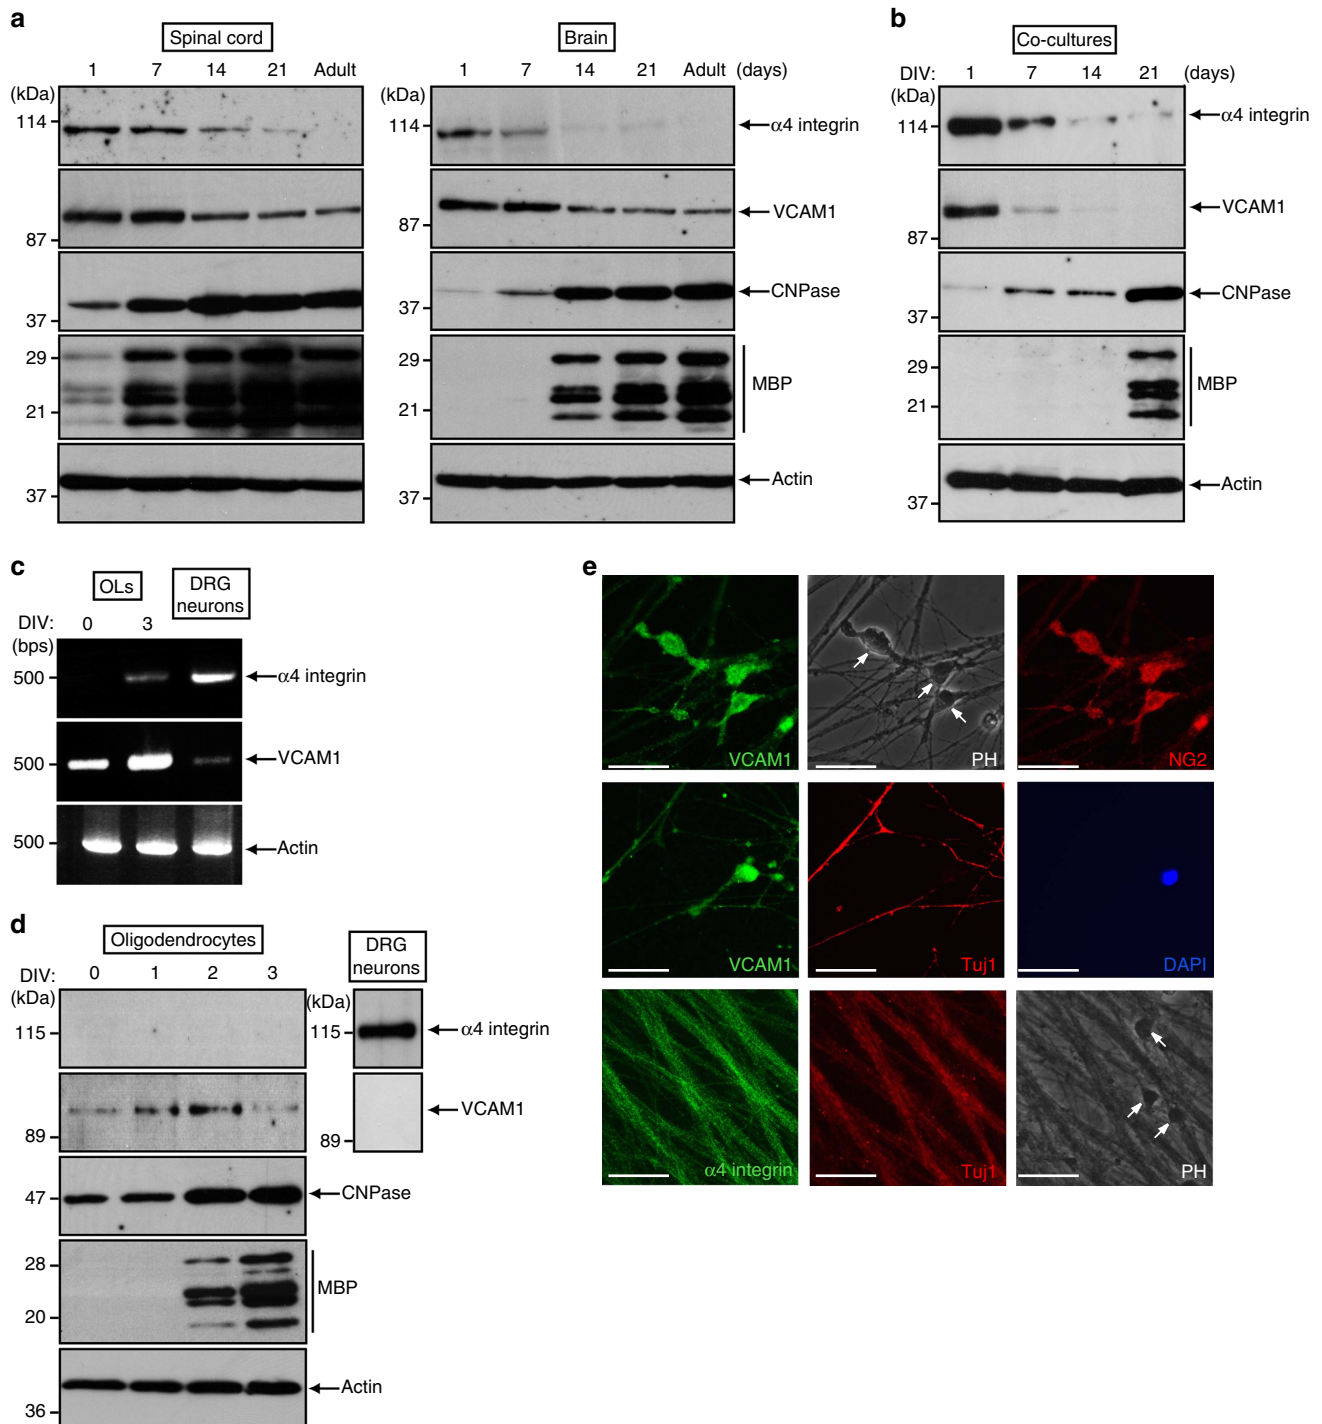 a
Spinal cord
1 7 14 21 Adult
(kDa)
114
87
37
29
21
37
Brain
1 7 14 21 Adult (days)
(kDa)
114
α4 integrin
87
VCAM1
37
CNPase
29
21
MBP
37
Actin
b
Co-cultures
DIV: 1 7 14 21 (days)
(kDa)
114
α4 integrin
87
VCAM1
37
CNPase
29
21
MBP
37
Actin
c
OLs
DRG
neurons
DIV: 0 3
(bps)
500
α4 integrin
500
VCAM1
500
Actin
d
Oligodendrocytes
DRG
neurons
DIV: 0 1 2 3
(kDa)
115
89
(kDa)
115
α4 integrin
89
VCAM1
47
CNPase
28
20
MBP
36
Actin
e
VCAM1
PH
NG2
VCAM1
Tuj1
DAPI
α4 integrin
Tuj1
PH